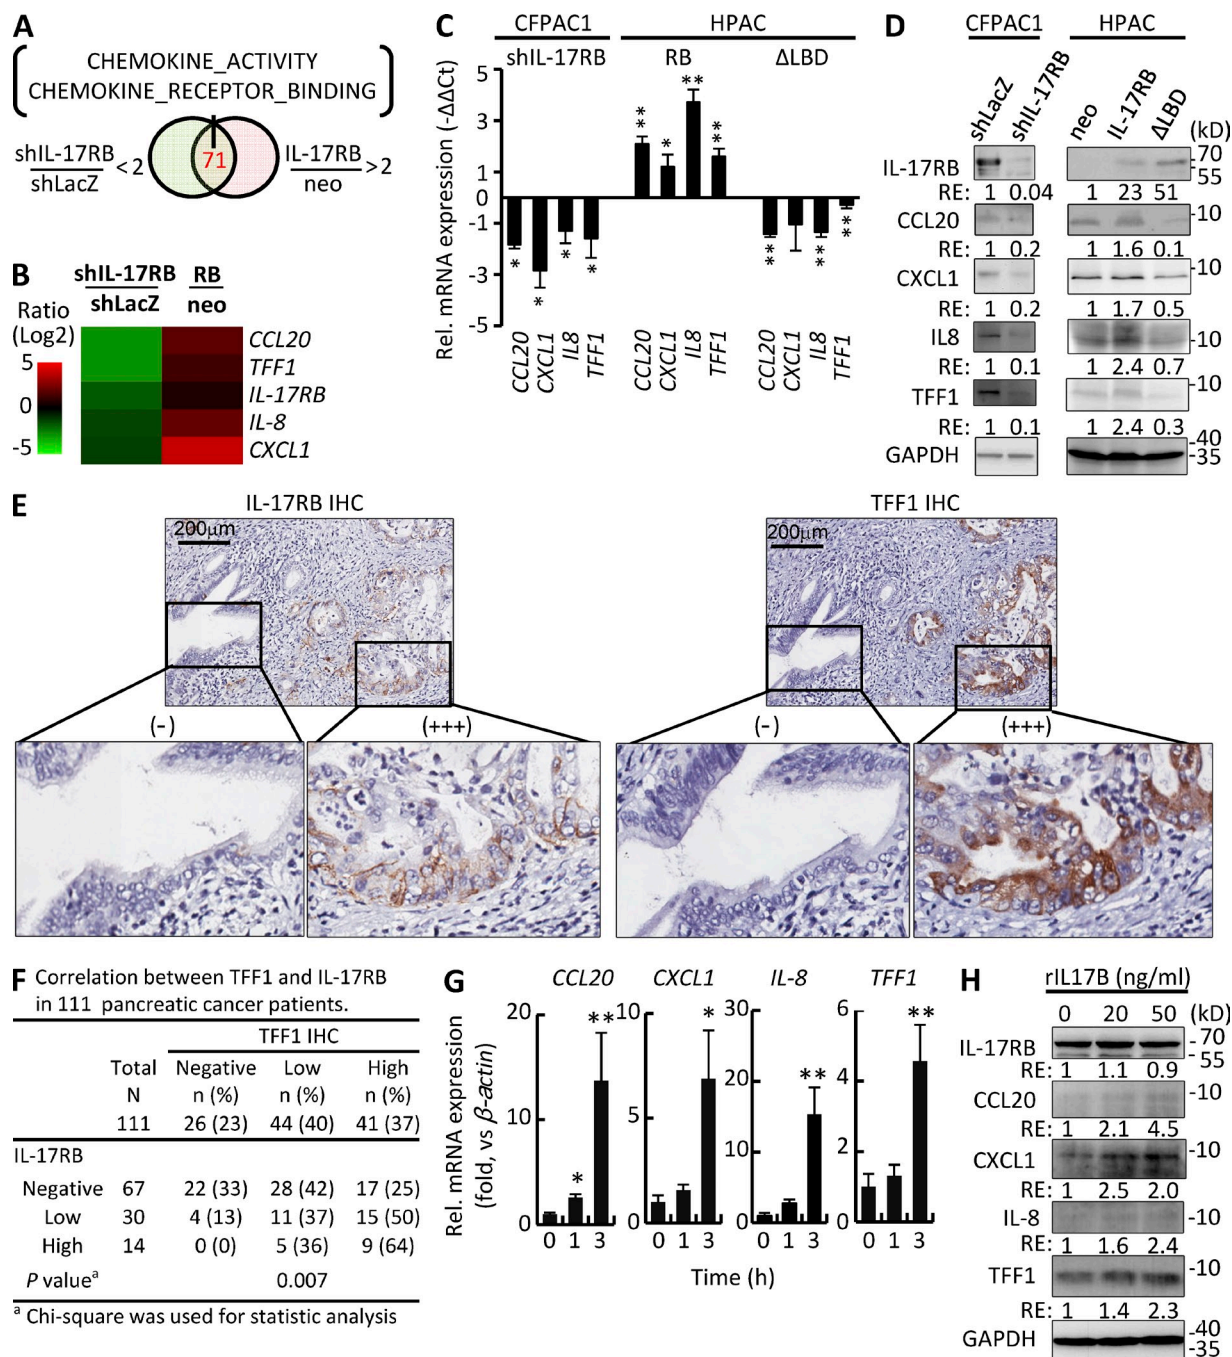 A
CHEMOKINE_ACTIVITY
CHEMOKINE_RECEPTOR_BINDING
shIL-17RB
shLacZ
<2
71
IL-17RB
neo
>2
B
shIL-17RB
shLacZ
RB
neo
Ratio
(Log2)
5
0
-5
CCL20
TFF1
IL-17RB
IL-8
CXCL1
C
CFPAC1
HPAC
shIL-17RB
RB
ΔLBD
Rel. mRNA expression (-ΔΔCt)
5
3
1
0
-1
-3
-5
** * ** **
* * * *
** ** **
CCL20 CXCL1 IL8 TFF1
CCL20 CXCL1 IL8 TFF1
CCL20 CXCL1 IL8 TFF1
D
CFPAC1
HPAC
shLacZ shIL-17RB
neo IL-17RB ΔLBD
(kD)
IL-17RB
70
55
RE: 1 0.04 1 23 51
CCL20
-10
RE: 1 0.2 1 1.6 0.1
CXCL1
-10
RE: 1 0.2 1 1.7 0.5
IL8
-10
RE: 1 0.1 1 2.4 0.7
TFF1
-10
RE: 1 0.1 1 2.4 0.3
GAPDH
-40
-35
E
IL-17RB IHC
TFF1 IHC
200μm
200μm
(-)
(+++)
(-)
(+++)
F Correlation between TFF1 and IL-17RB
in 111 pancreatic cancer patients.
TFF1 IHC
Total Negative Low High
N n (%) n (%) n (%)
111 26 (23) 44 (40) 41 (37)
IL-17RB
Negative 67 22 (33) 28 (42) 17 (25)
Low 30 4 (13) 11 (37) 15 (50)
High 14 0 (0) 5 (36) 9 (64)
P value a 0.007
a Chi-square was used for statistic analysis
G
CCL20 CXCL1 IL-8 TFF1
Rel. mRNA expression
(fold, vs β-actin)
20
10
0
* **
0 1 3
10
5
0
*
0 1 3
30
20
10
0
**
0 1 3
6
4
2
0
**
0 1 3
Time (h)
H
rIL17B (ng/ml)
0 20 50 (kD)
IL-17RB
- 70
- 55
RE: 1 1.1 0.9
CCL20
-10
RE: 1 2.1 4.5
CXCL1
-10
RE: 1 2.5 2.0
IL-8
-10
RE: 1 1.6 2.4
TFF1
-10
RE: 1 1.4 2.3
GAPDH
-40
-35